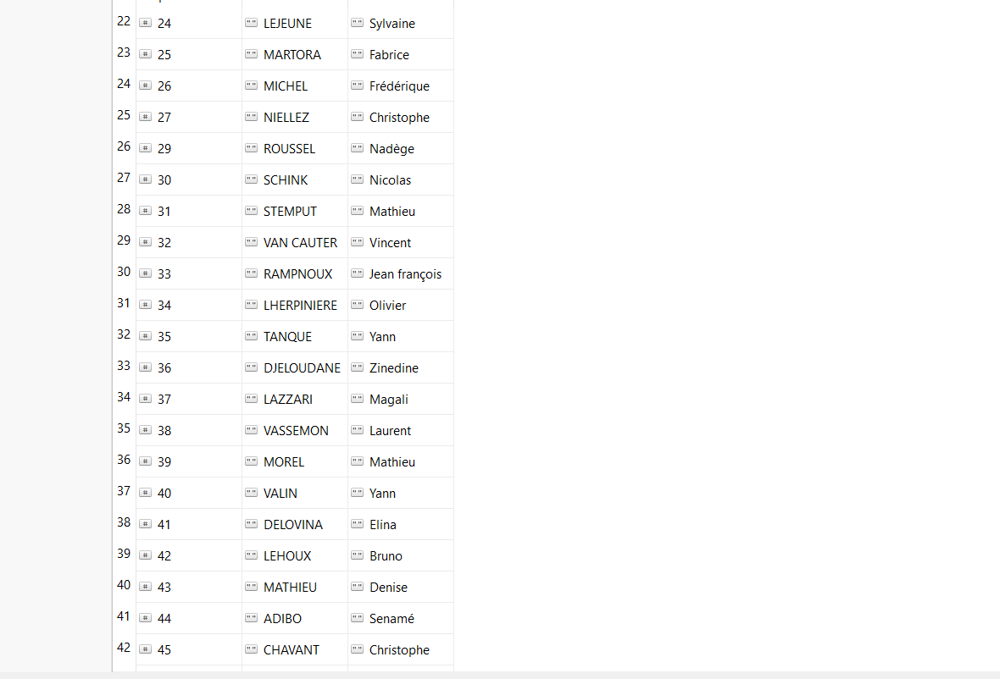 22 # 24 "" LEJEUNE "" Sylvaine
23 # 25 "" MARTORA "" Fabrice
24 # 26 "" MICHEL "" Frédérique
25 # 27 "" NIELLEZ "" Christophe
26 # 29 "" ROUSSEL "" Nadège
27 # 30 "" SCHINK "" Nicolas
28 # 31 "" STEMPUT "" Mathieu
29 # 32 "" VAN CAUTER "" Vincent
30 # 33 "" RAMPNOUX "" Jean françois
31 # 34 "" LHERPINIERE "" Olivier
32 # 35 "" TANQUE "" Yann
33 # 36 "" DJELOUDANE "" Zinedine
34 # 37 "" LAZZARI "" Magali
35 # 38 "" VASSEMON "" Laurent
36 # 39 "" MOREL "" Mathieu
37 # 40 "" VALIN "" Yann
38 # 41 "" DELOVINA "" Elina
39 # 42 "" LEHOUX "" Bruno
40 # 43 "" MATHIEU "" Denise
41 # 44 "" ADIBO "" Senamé
42 # 45 "" CHAVANT "" Christophe